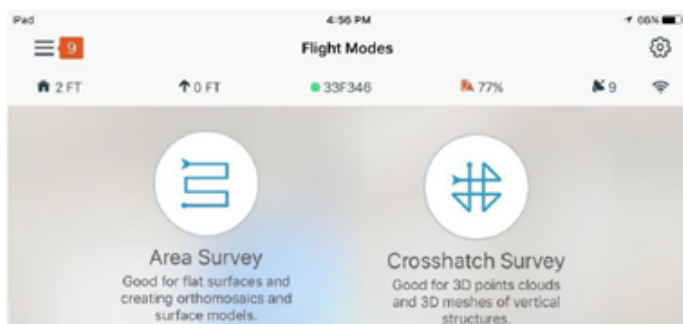 iPad 4:56 PM 66%
9 Flight Modes
2 FT 0 FT 33F346 77% 9
Area Survey
Good for flat surfaces and
creating orthomosaics and
surface models.
Crosshatch Survey
Good for 3D points clouds
and 3D meshes of vertical
structures.